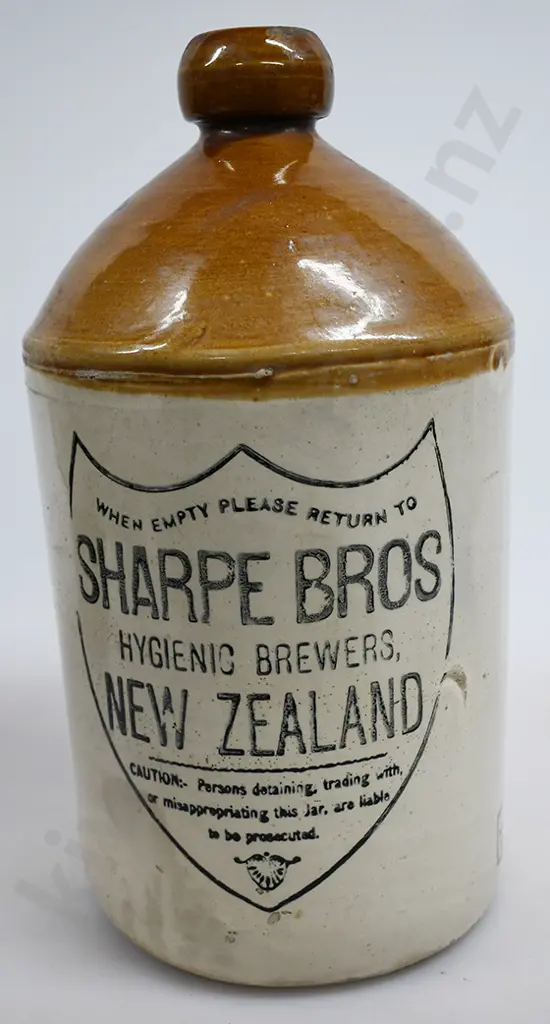 WHEN EMPTY PLEASE RETURN TO
SHARPE BROS
HYGIENIC BREWERS,
NEW ZEALAND
CAUTION:- Persons detaining, trading with,
or misappropriating this Jar, are liable
to be prosecuted.
.nz